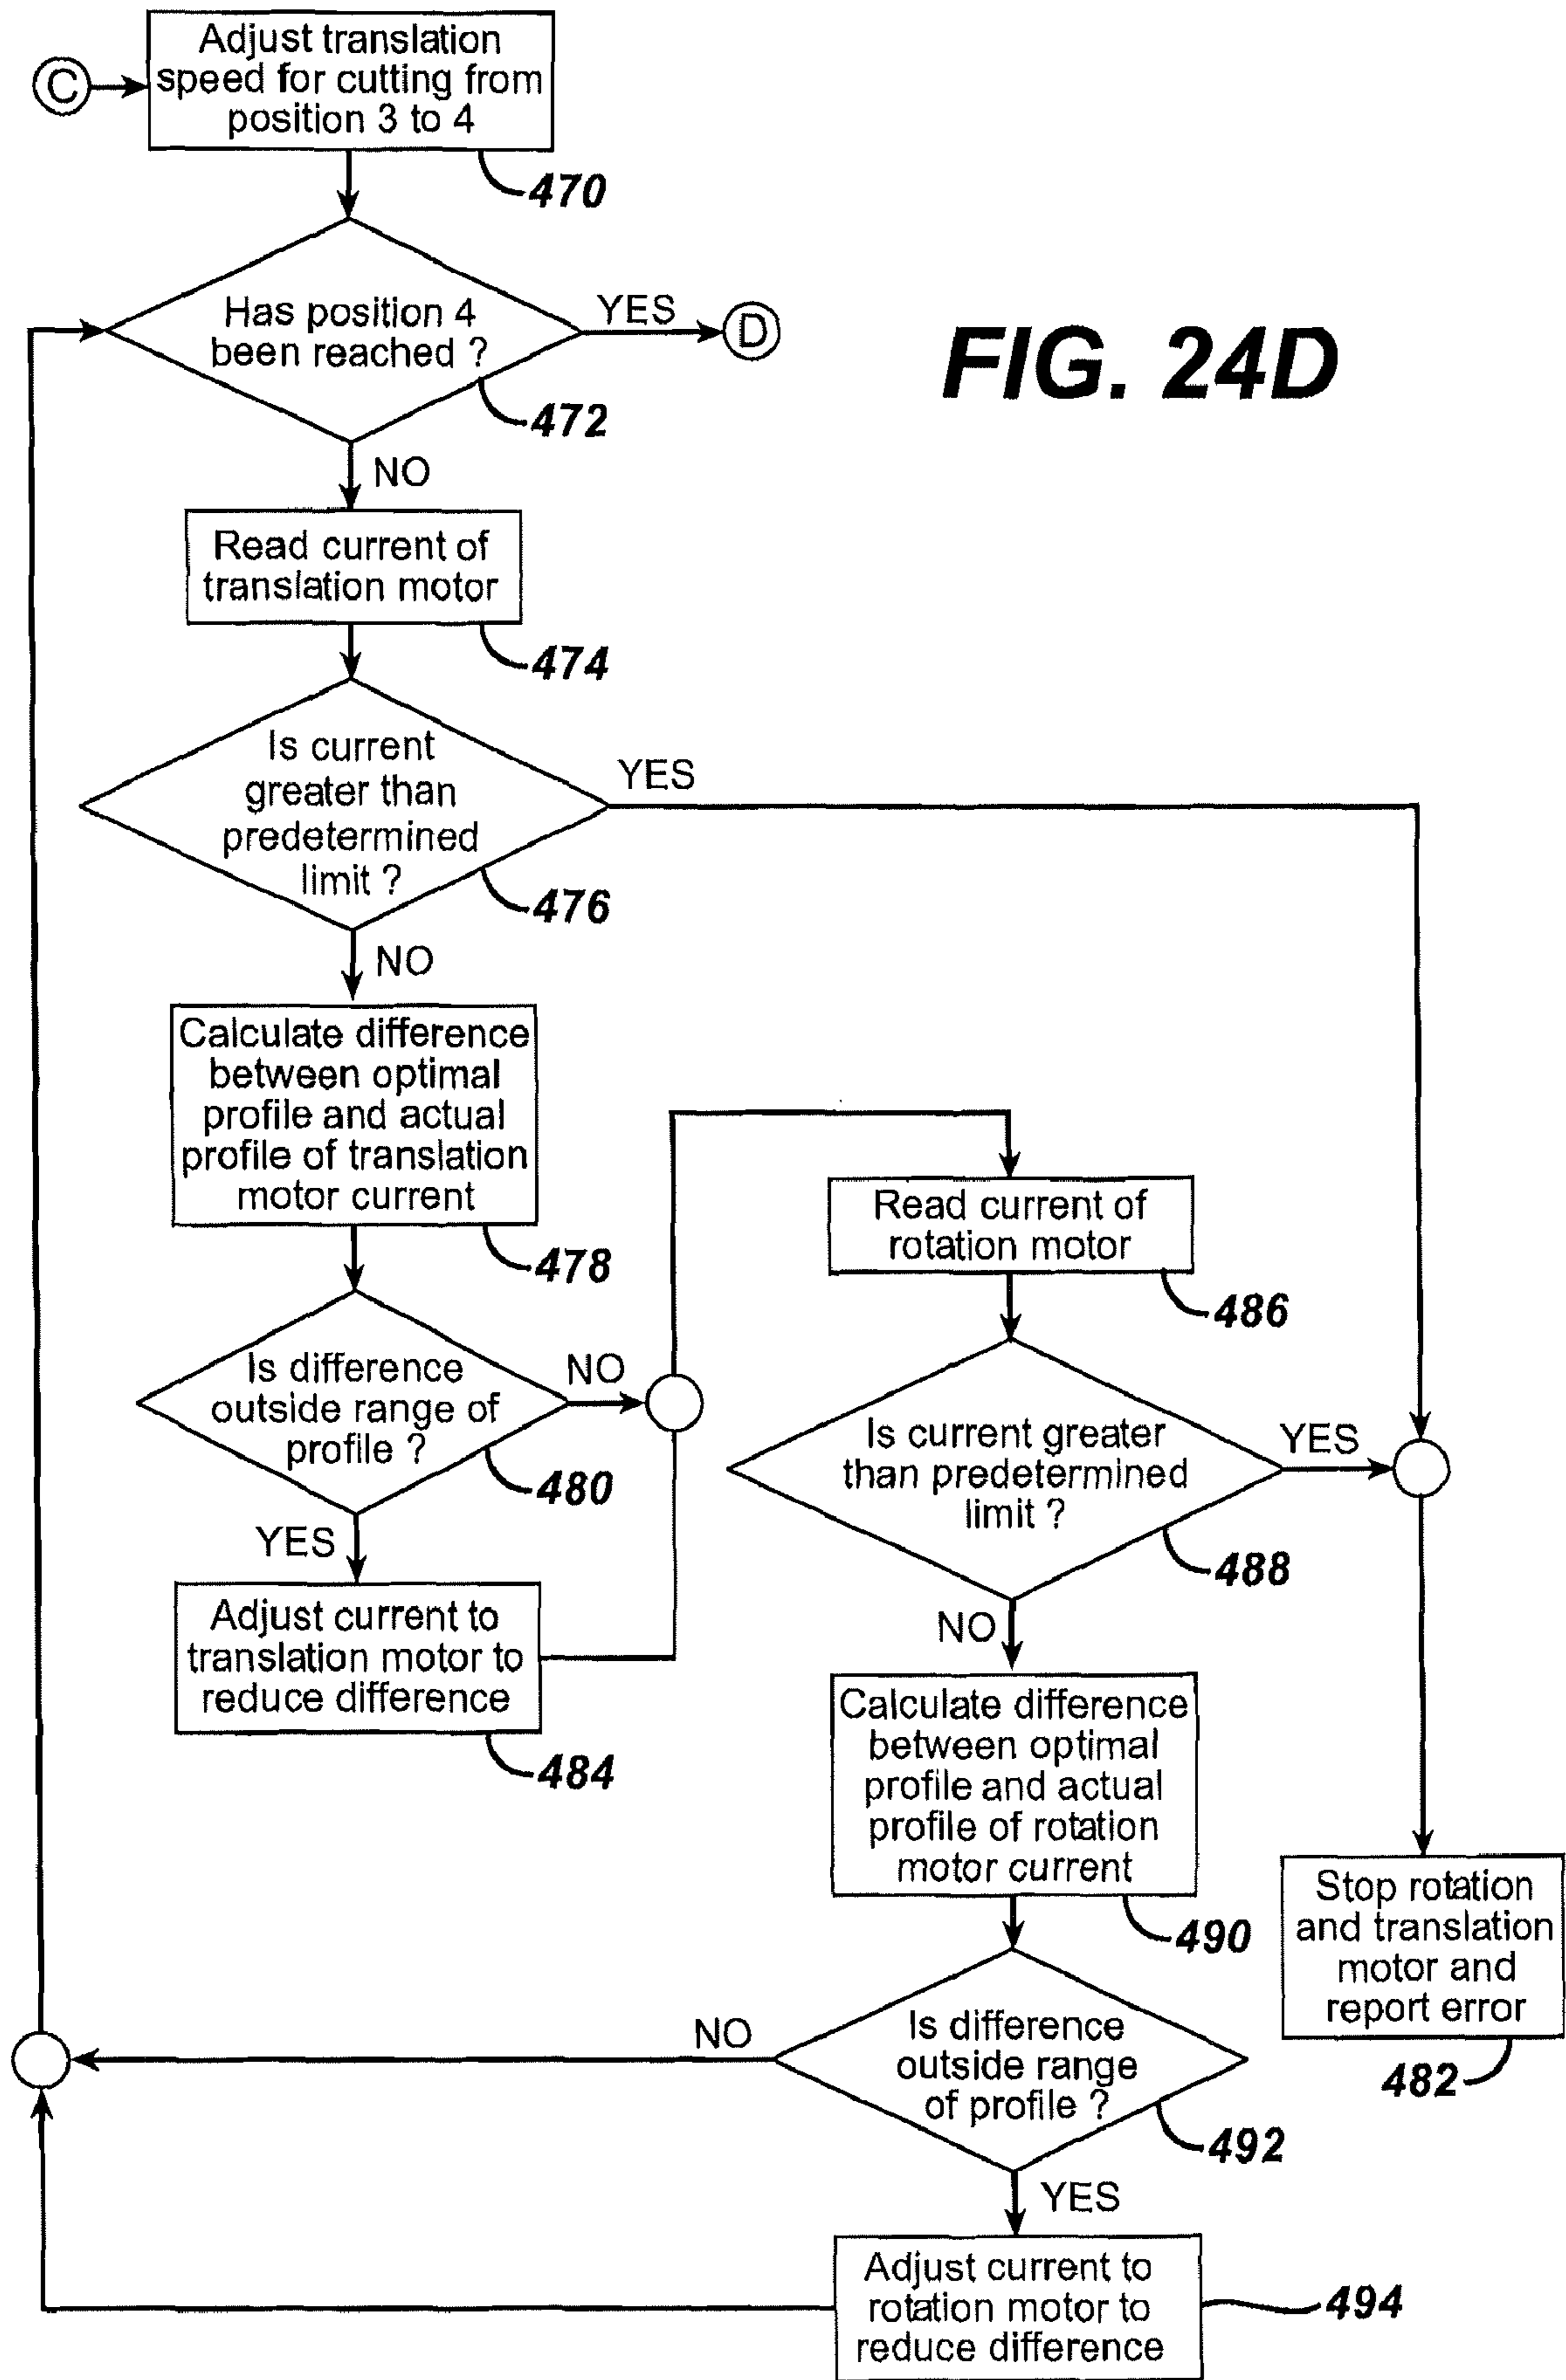 C
Adjust translation
speed for cutting from
position 3 to 4
470
Has position 4
been reached ?
472
YES
D
FIG. 24D
NO
Read current of
translation motor
474
Is current
greater than
predetermined
limit ?
476
YES
NO
Calculate difference
between optimal
profile and actual
profile of translation
motor current
478
Is difference
outside range of
profile ?
480
NO
YES
Adjust current to
translation motor to
reduce difference
484
Read current of
rotation motor
486
Is current greater
than predetermined
limit ?
488
YES
NO
Calculate difference
between optimal
profile and actual
profile of rotation
motor current
490
Stop rotation
and translation
motor and
report error
482
Is difference
outside range
of profile ?
492
NO
YES
Adjust current to
rotation motor to
reduce difference
494